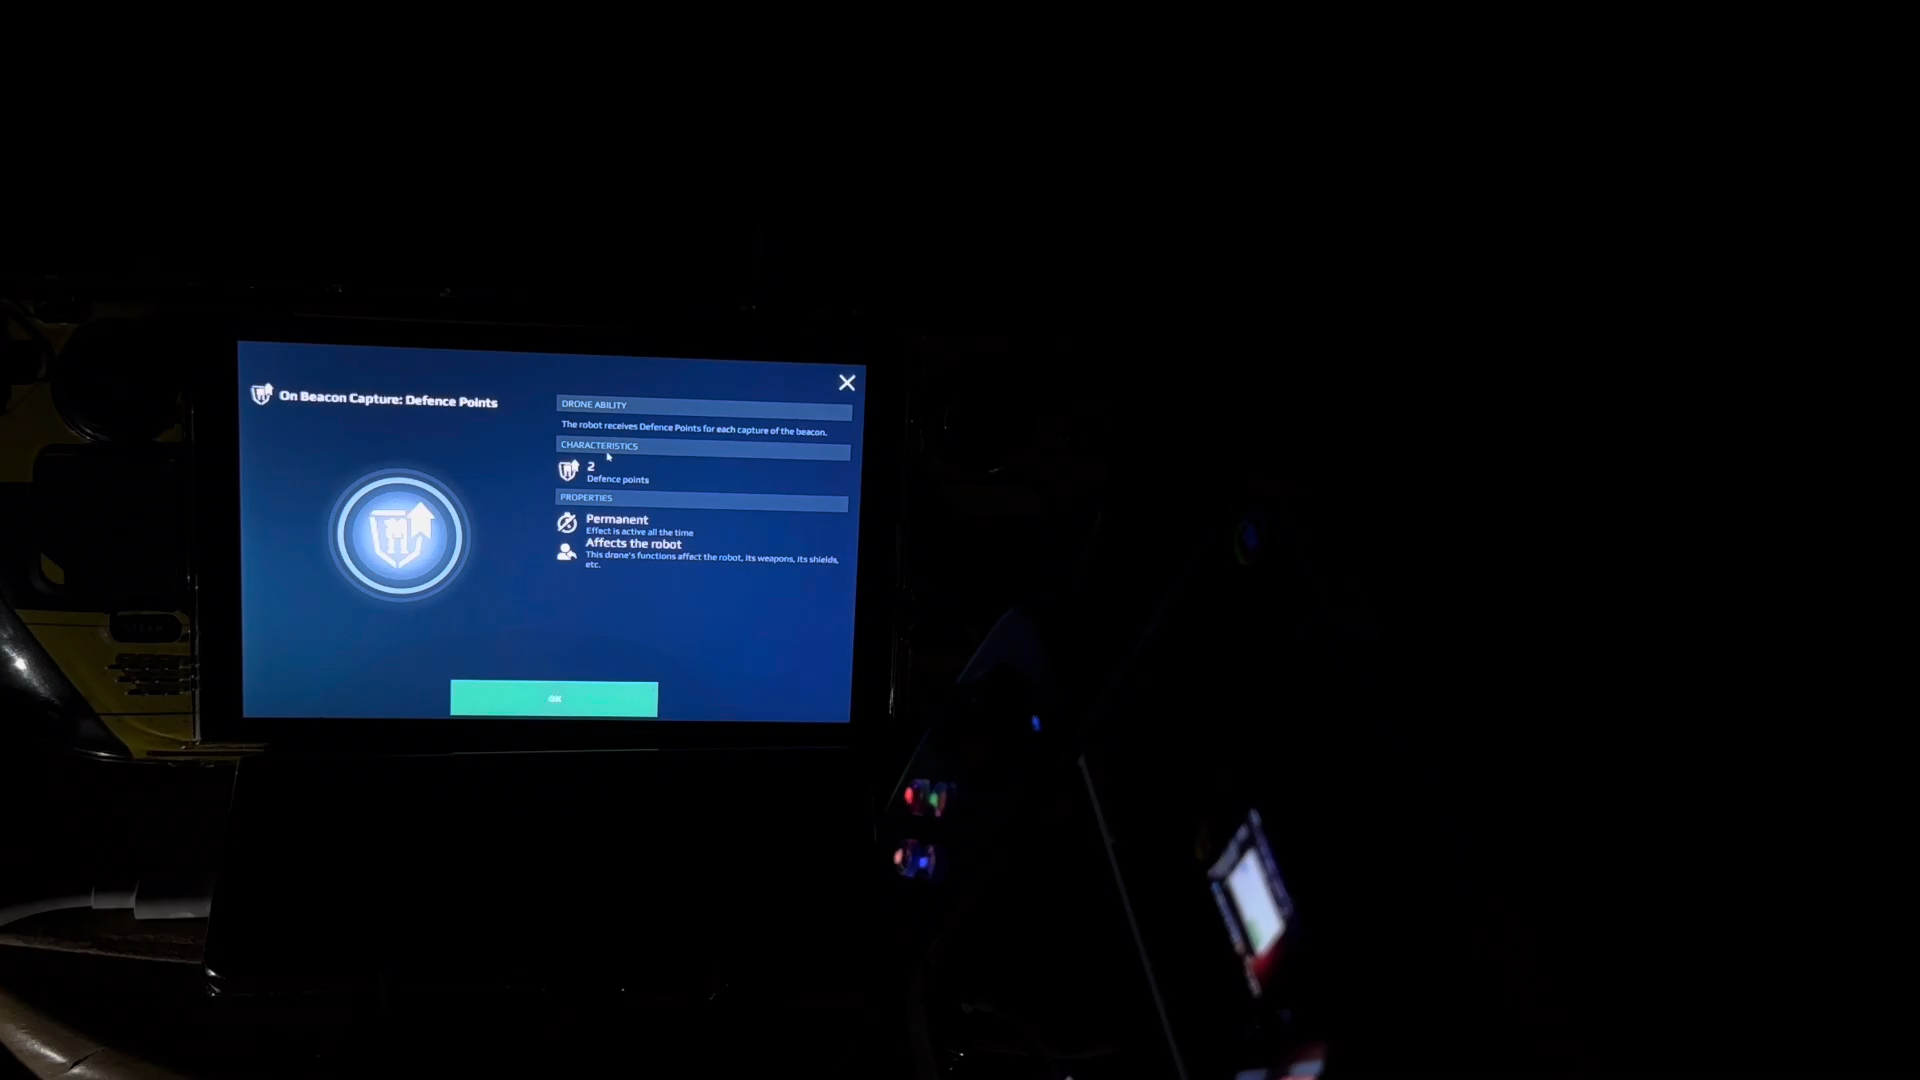 On Beacon Capture: Defence Points
DRONE ABILITY
The robot receives Defence Points for each capture of the beacon.
CHARACTERISTICS
2
Defence points
PROPERTIES
Permanent
Effect is active all the time
Affects the robot
This drone's functions affect the robot, its weapons, its shields,
etc.
OK
STEAM